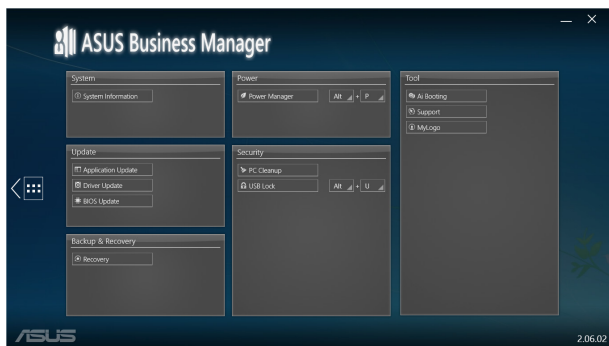 ASUS Business Manager
System
System Information
Power
Power Manager
Alt + P
Tool
Ai Booting
Support
MyLogo
Update
Application Update
Driver Update
BIOS Update
Security
PC Cleanup
USB Lock
Alt + U
Backup & Recovery
Recovery
ASUS
2.06.02